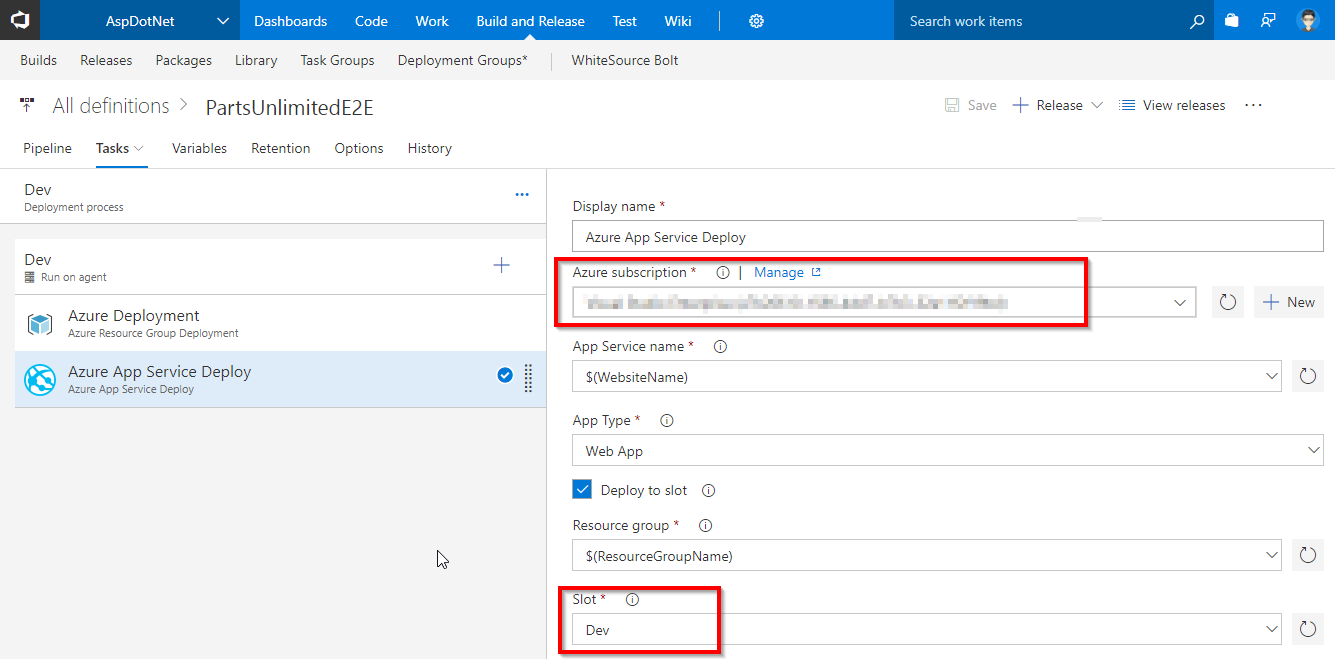 AspDotNet Dashboards Code Work Build and Release Test Wiki Search work items
Builds Releases Packages Library Task Groups Deployment Groups* WhiteSource Bolt
All definitions > PartsUnlimitedE2E Save + Release View releases ...
Pipeline Tasks Variables Retention Options History
Dev
Deployment process
Dev
Run on agent
Azure Deployment
Azure Resource Group Deployment
Azure App Service Deploy
Azure App Service Deploy
Display name *
Azure App Service Deploy
Azure subscription * | Manage
+ New
App Service name *
$(WebsiteName)
App Type *
Web App
Deploy to slot
Resource group *
$(ResourceGroupName)
Slot *
Dev